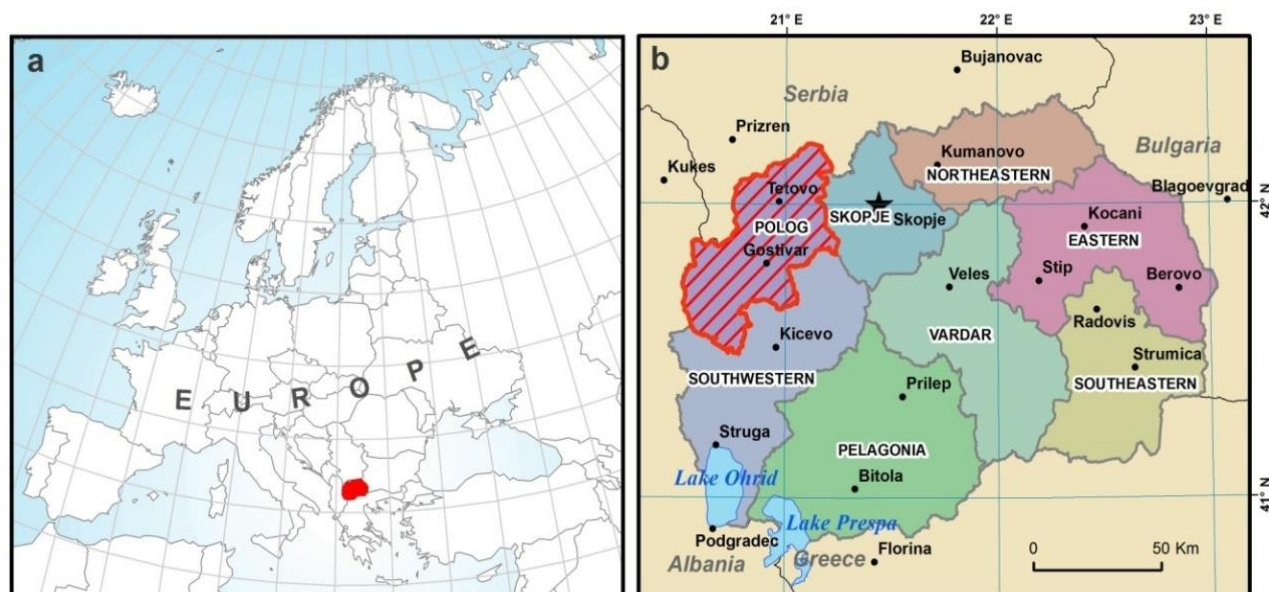 a
E U R O P E
21° E
22° E
23° E
b
Bujanovac
Serbia
Prizren
Kumanovo
Bulgaria
Kukes
NORTHEASTERN
Tetovo
Blagoevgrad
42° N
SKOPJE
Skopje
Kocani
POLOG
EASTERN
Gostivar
Veles
Stip
Berovo
Radovis
Kicevo
VARDAR
Strumica
SOUTHWESTERN
Prilep
SOUTHEASTERN
Struga
PELAGONIA
Lake Ohrid
Bitola
41° N
Lake Prespa
Podgradec
Florina
Albania
Greece
0 50 Km